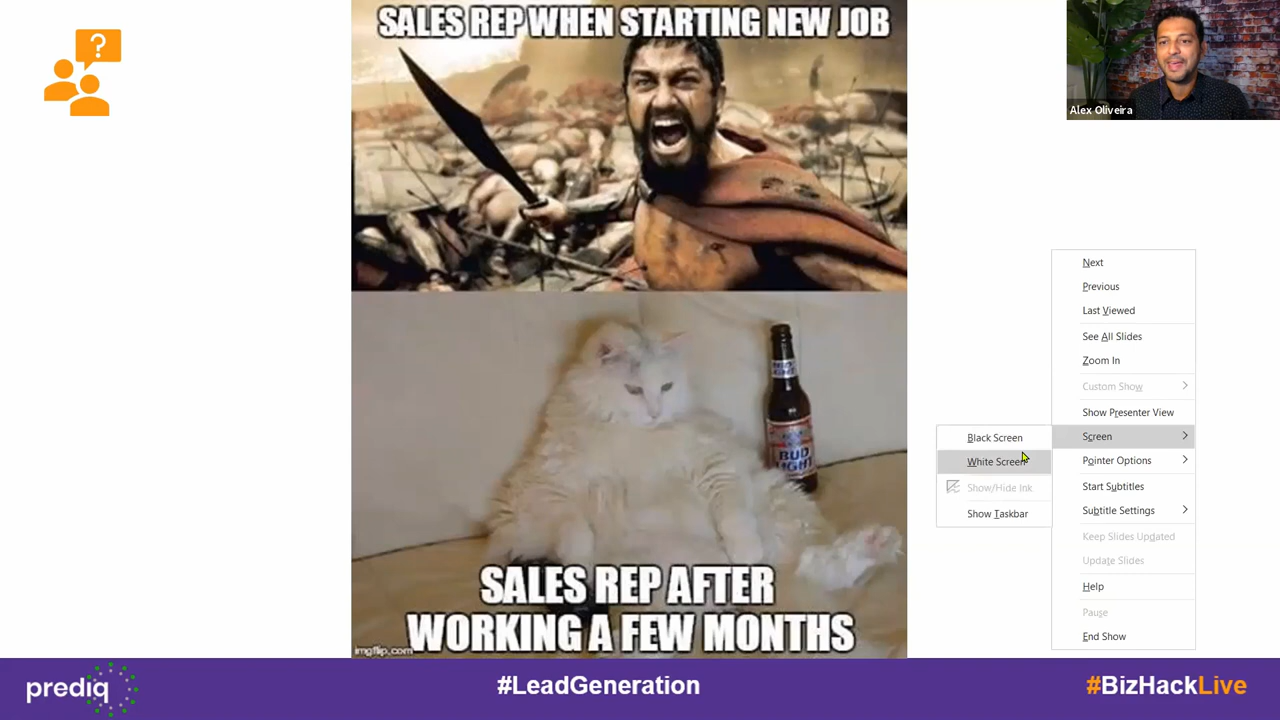 SALES REP WHEN STARTING NEW JOB
?
Alex Oliveira
Next
Previous
Last Viewed
See All Slides
Zoom In
Custom Show
Show Presenter View
Screen
Pointer Options
Start Subtitles
Subtitle Settings
Keep Slides Updated
Update Slides
Help
Pause
End Show
Black Screen
White Screen
Show/Hide Ink
Show Taskbar
BUD
LIGHT
BUD
LIGHT
SALES REP AFTER
WORKING A FEW MONTHS
imgflip.com
prediq
#LeadGeneration
#BizHackLive